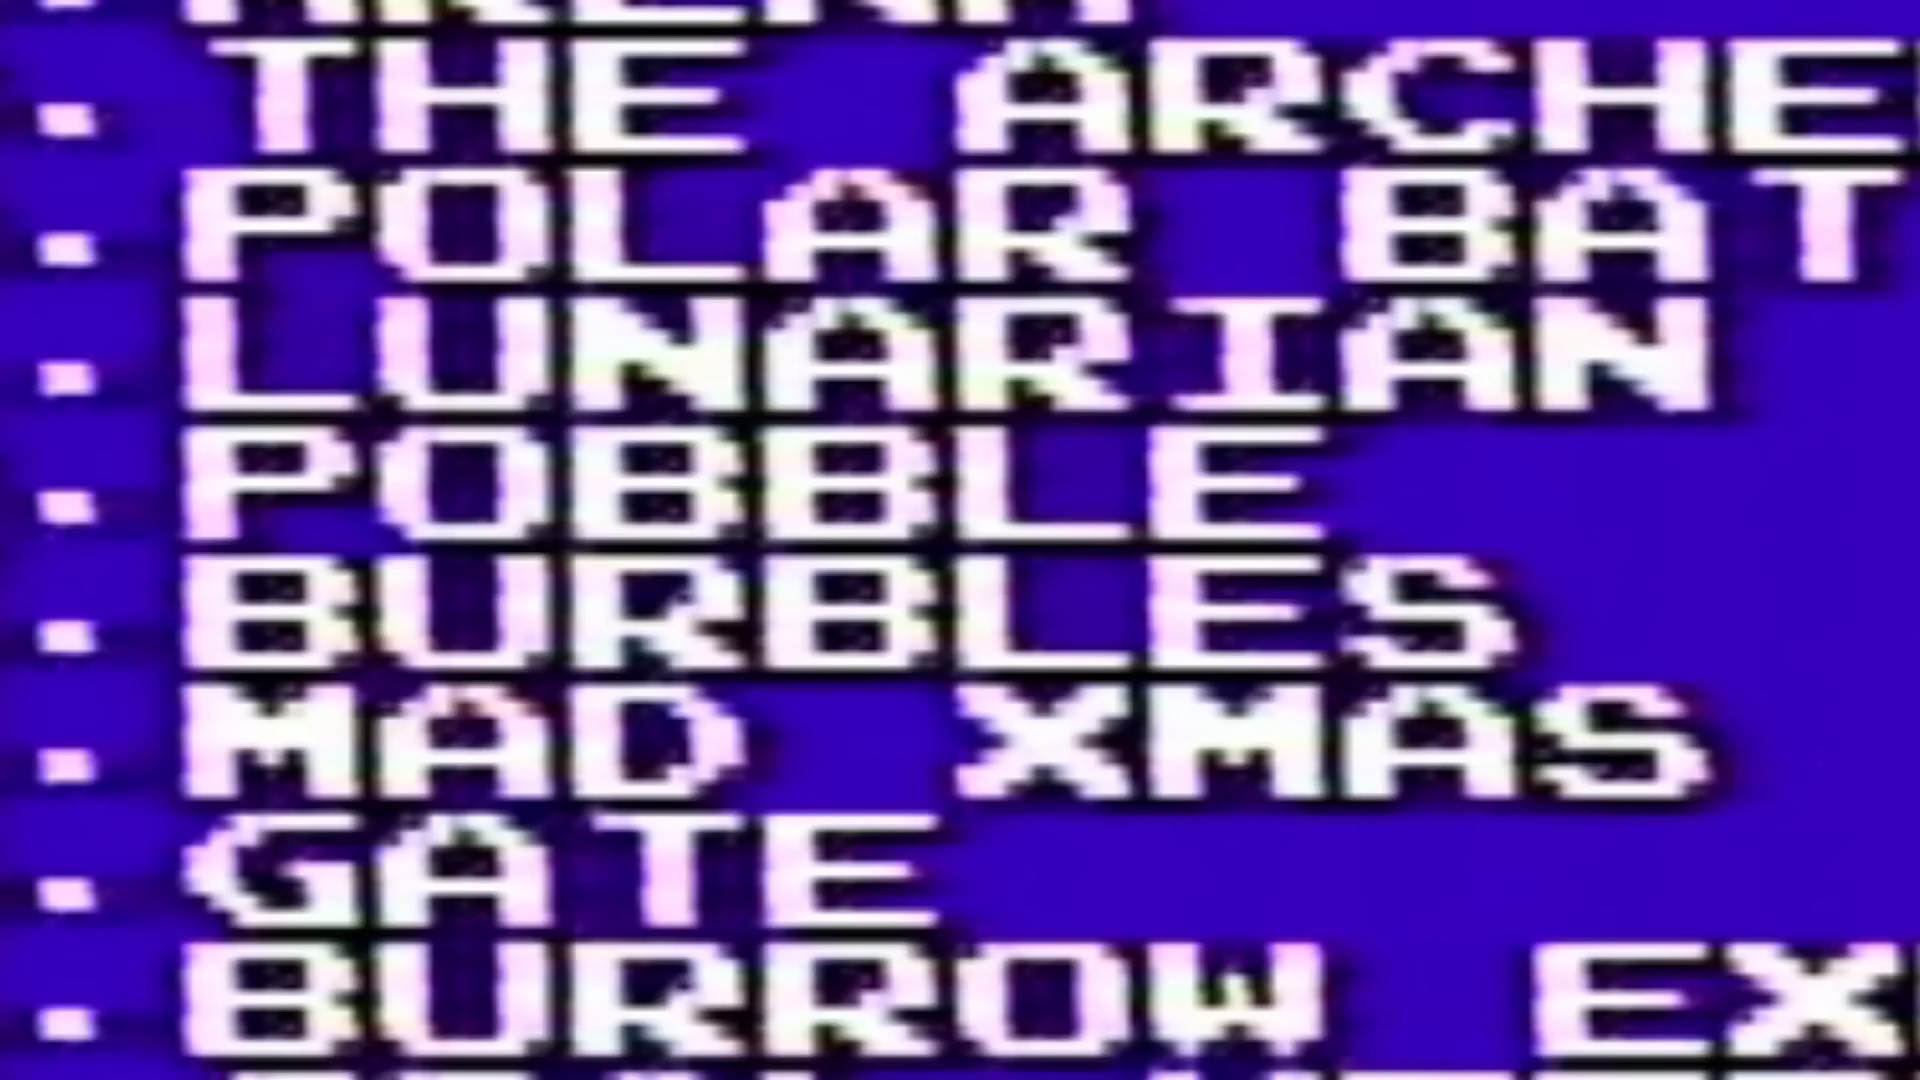 . THE ARCHE
. POLAR BAT
. LUNARIAN
. POBBLE
. BURBLES
. MAD XMAS
. GATE
. BURROW EX